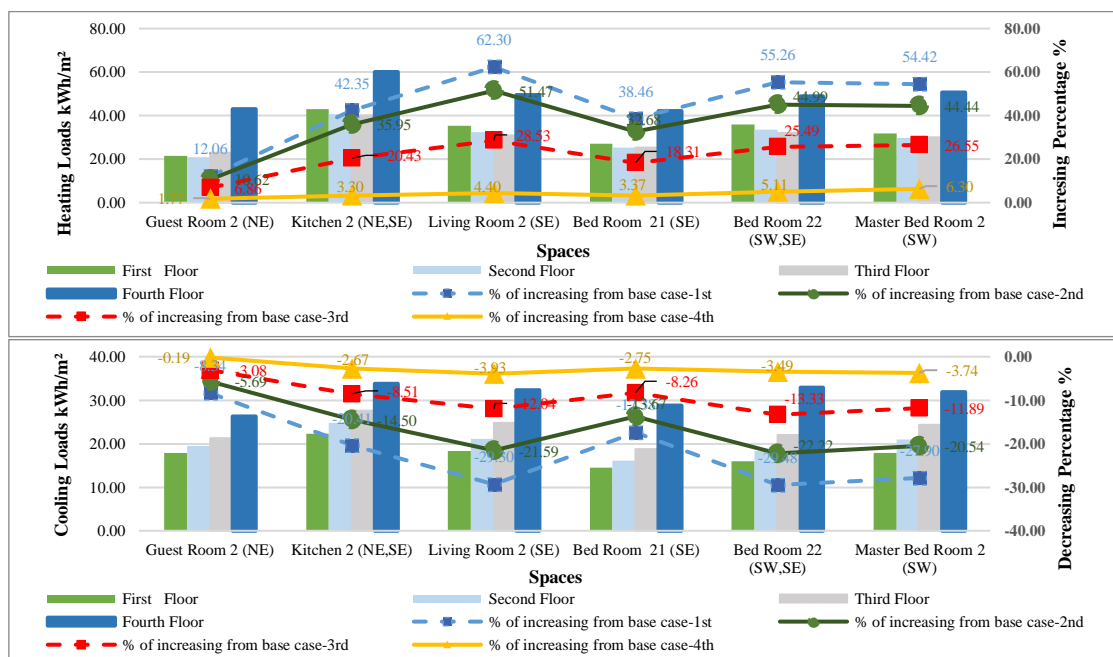 80.00
60.00
40.00
20.00
0.00
Heating Loads kWh/m²
80.00
60.00
40.00
20.00
0.00
Incresing Percentage %
12.06 42.35 62.30 38.46 55.26 54.42
10.62 35.95 51.47 32.68 44.99 44.44
6.86 20.43 28.53 18.31 25.49 26.55
3.30 4.40 3.37 5.11 6.30
Guest Room 2 (NE) Kitchen 2 (NE,SE) Living Room 2 (SE) Bed Room 21 (SE) Bed Room 22 Master Bed Room 2
(SW,SE) (SW)
Spaces
First Floor Second Floor Third Floor
Fourth Floor % of increasing from base case-1st % of increasing from base case-2nd
% of increasing from base case-3rd % of increasing from base case-4th
40.00
30.00
20.00
10.00
0.00
Cooling Loads kWh/m²
0.00
-10.00
-20.00
-30.00
-40.00
Decreasing Percentage %
-0.19 -2.67 -3.93 -2.75 -3.49 -3.74
-3.08 -8.51 -12.04 -8.26 -13.33 -11.89
-5.69 -14.50 -21.59 -13.67 -22.22 -20.54
-29.48 -27.90
Guest Room 2 (NE) Kitchen 2 (NE,SE) Living Room 2 (SE) Bed Room 21 (SE) Bed Room 22 Master Bed Room 2
(SW,SE) (SW)
Spaces
First Floor Second Floor Third Floor
Fourth Floor % of increasing from base case-1st % of increasing from base case-2nd
% of increasing from base case-3rd % of increasing from base case-4th